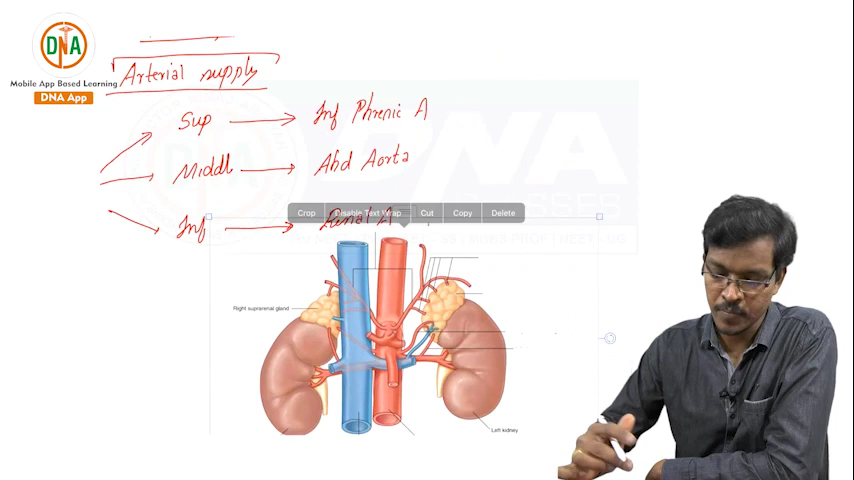 DNA
Mobile App Based Learning
DNA App
Arterial supply
Sup → Inf Phrenic A
Middl → Abd Aorta
Inf → Renal A
Crop Disable Text Wrap Cut Copy Delete
Right suprarenal gland
Left kidney